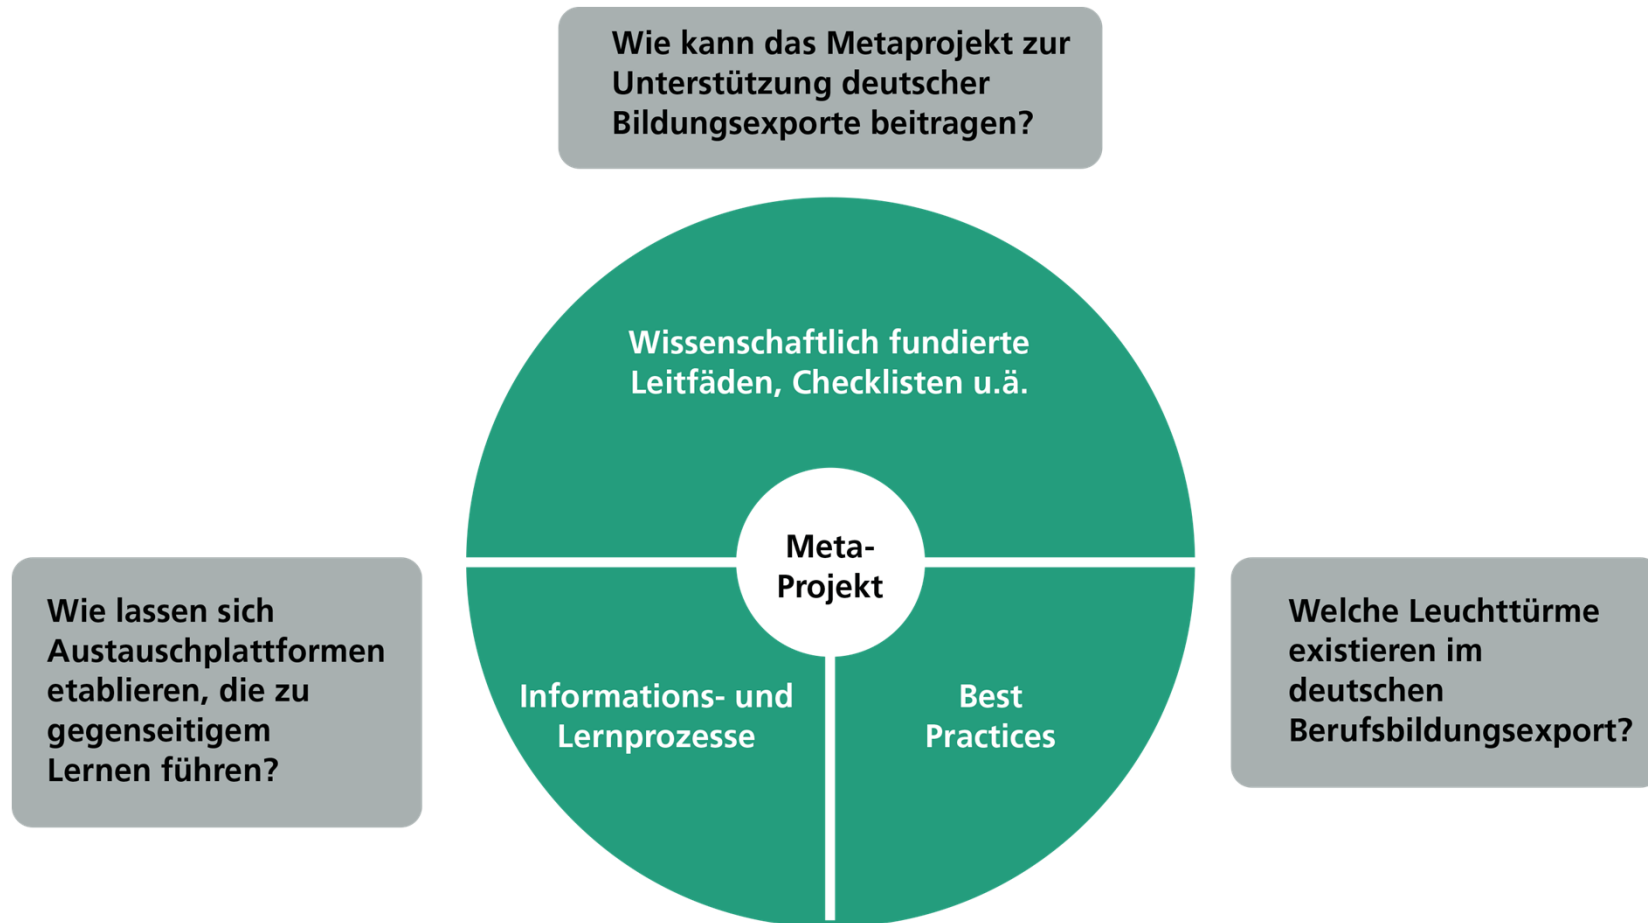 Wie kann das Metaprojekt zur
Unterstützung deutscher
Bildungsexporte beitragen?
Wissenschaftlich fundierte
Leitfäden, Checklisten u.ä.
Meta-
Projekt
Wie lassen sich
Austauschplattformen
etablieren, die zu
gegenseitigem
Lernen führen?
Informations- und
Lernprozesse
Best
Practices
Welche Leuchttürme
existieren im
deutschen
Berufsbildungsexport?